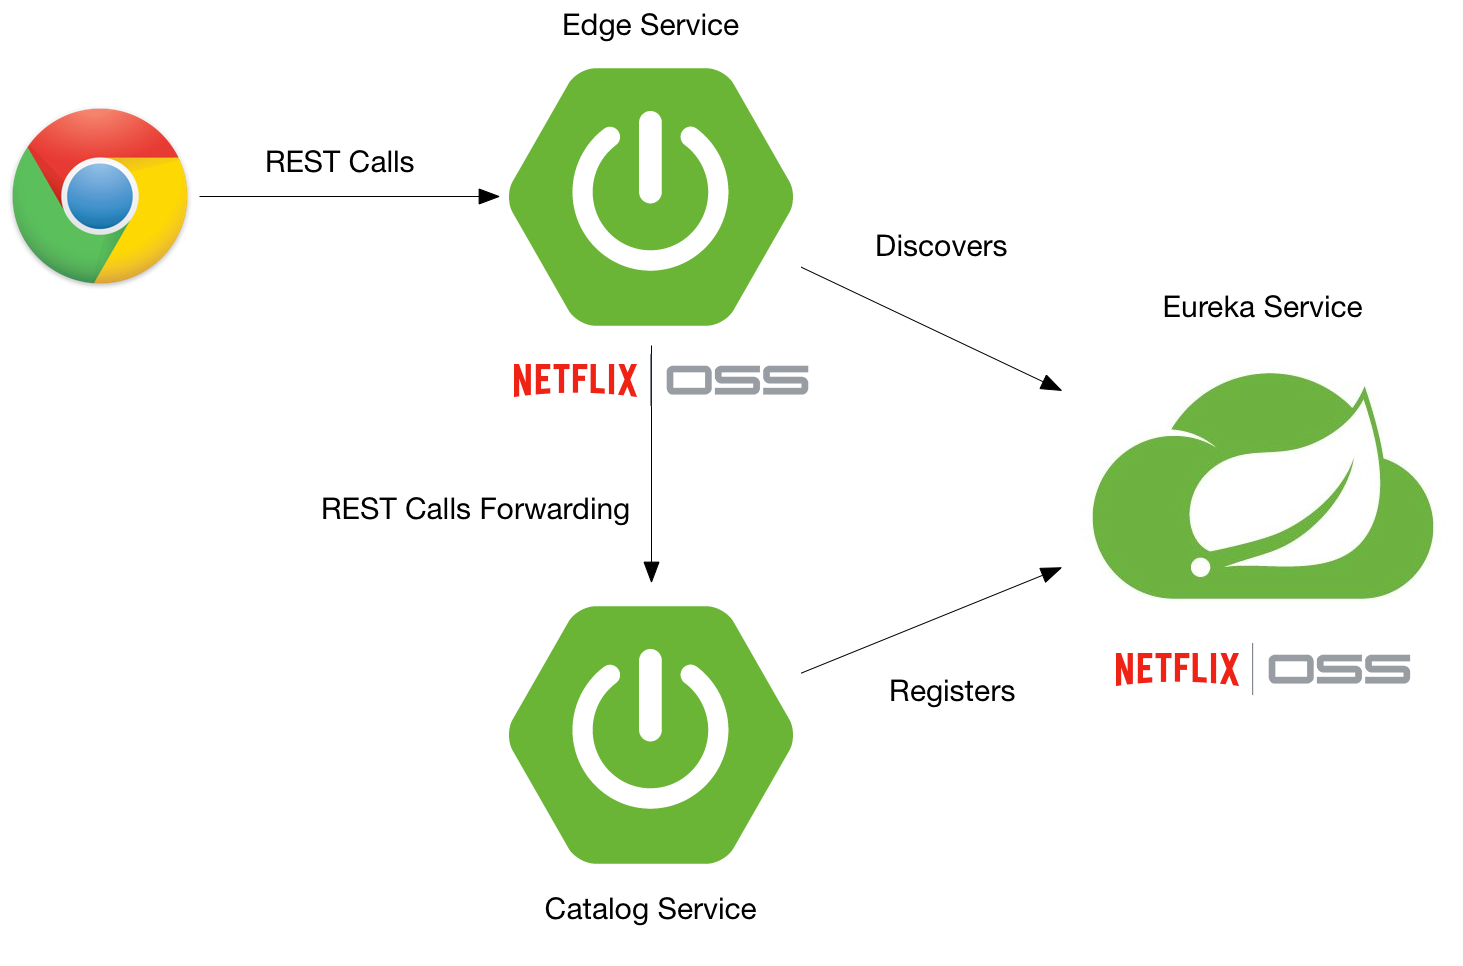 Edge Service
REST Calls
Discovers
Eureka Service
NETFLIX OSS
REST Calls Forwarding
NETFLIX OSS
Registers
Catalog Service